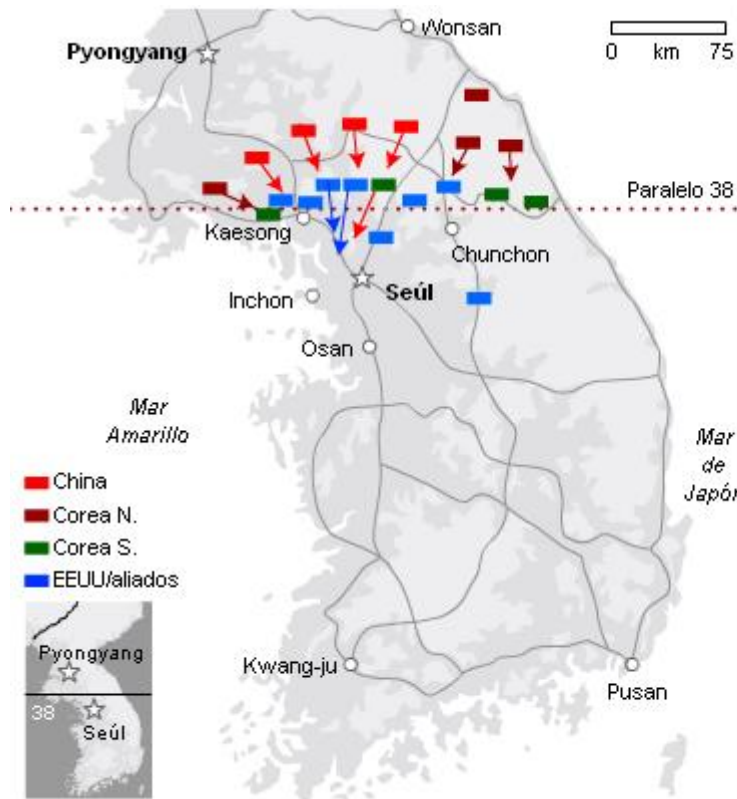 Wonsan
Pyongyang
0 km 75
Paralelo 38
Kaesong
Chunchon
Seúl
Inchon
Osan
Mar
Amarillo
Mar
de
Japón
China
Corea N.
Corea S.
EEUU/aliados
Pyongyang
38
Seúl
Kwang-ju
Pusan